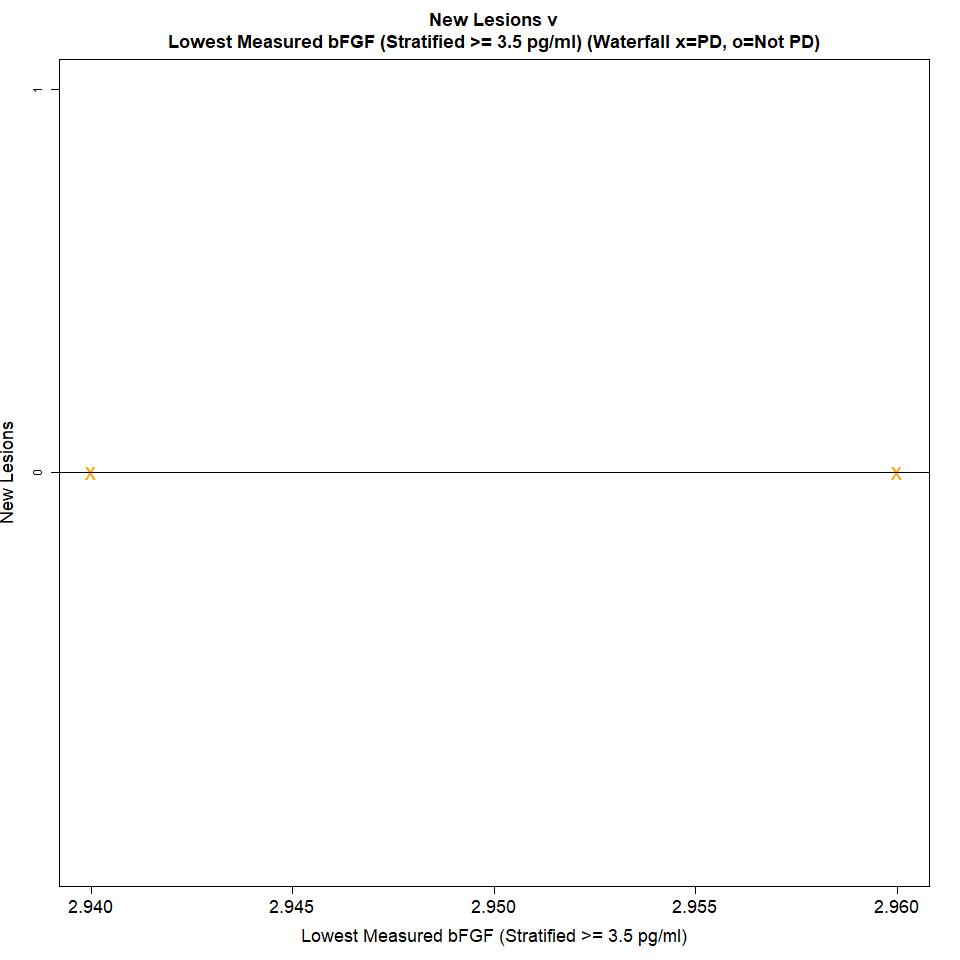 New Lesions v
Lowest Measured bFGF (Stratified >= 3.5 pg/ml) (Waterfall x=PD, o=Not PD)
1
0
New Lesions
x x
2.940 2.945 2.950 2.955 2.960
Lowest Measured bFGF (Stratified >= 3.5 pg/ml)